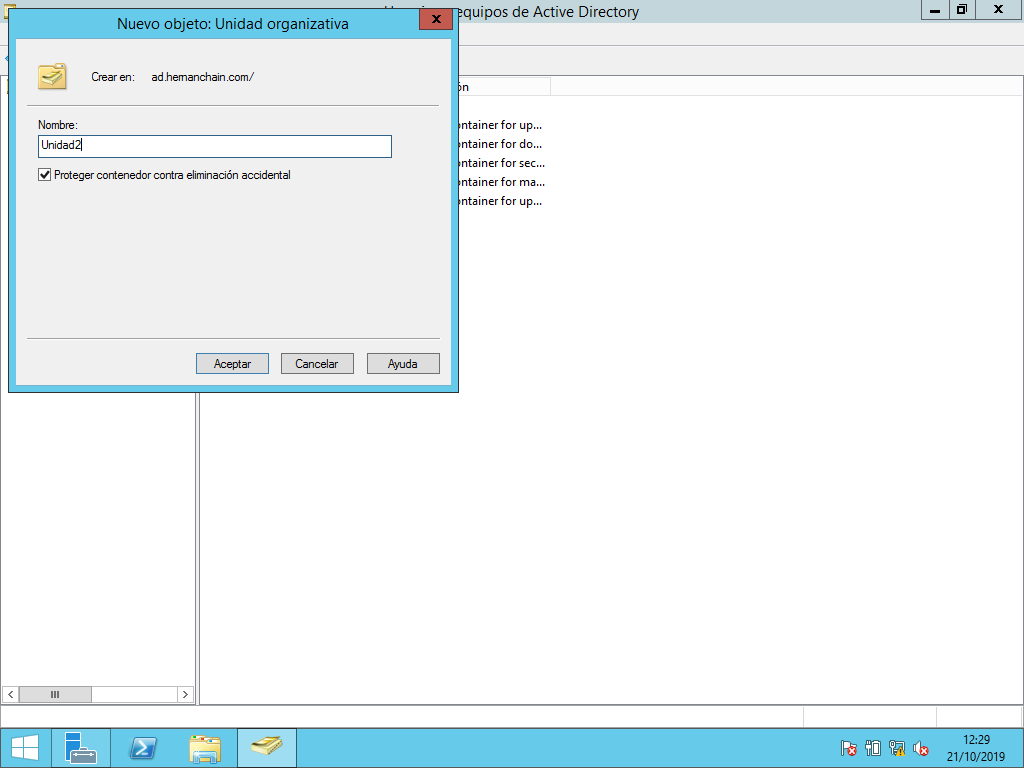 equipos de Active Directory
Nuevo objeto: Unidad organizativa
Crear en: ad.hemanchain.com/
Nombre:
Unidad2
Proteger contenedor contra eliminación accidental
Aceptar
Cancelar
Ayuda
ón
ontainer for up...
ontainer for do...
ontainer for sec...
ontainer for ma...
ontainer for up...
12:29
21/10/2019